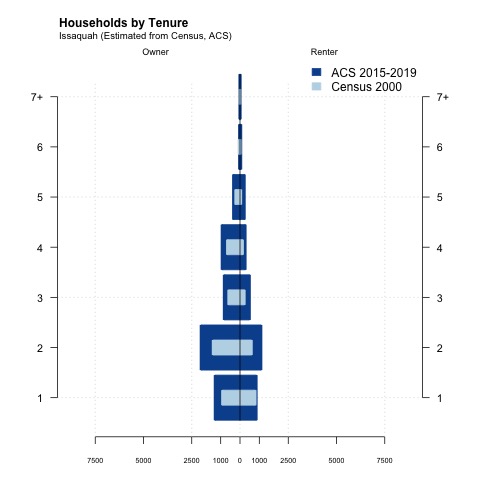 Households by Tenure
Issaquah (Estimated from Census, ACS)
Owner Renter
ACS 2015-2019
Census 2000
7+ 7+
6 6
5 5
4 4
3 3
2 2
1 1
7500 5000 2500 1000 0 1000 2500 5000 7500